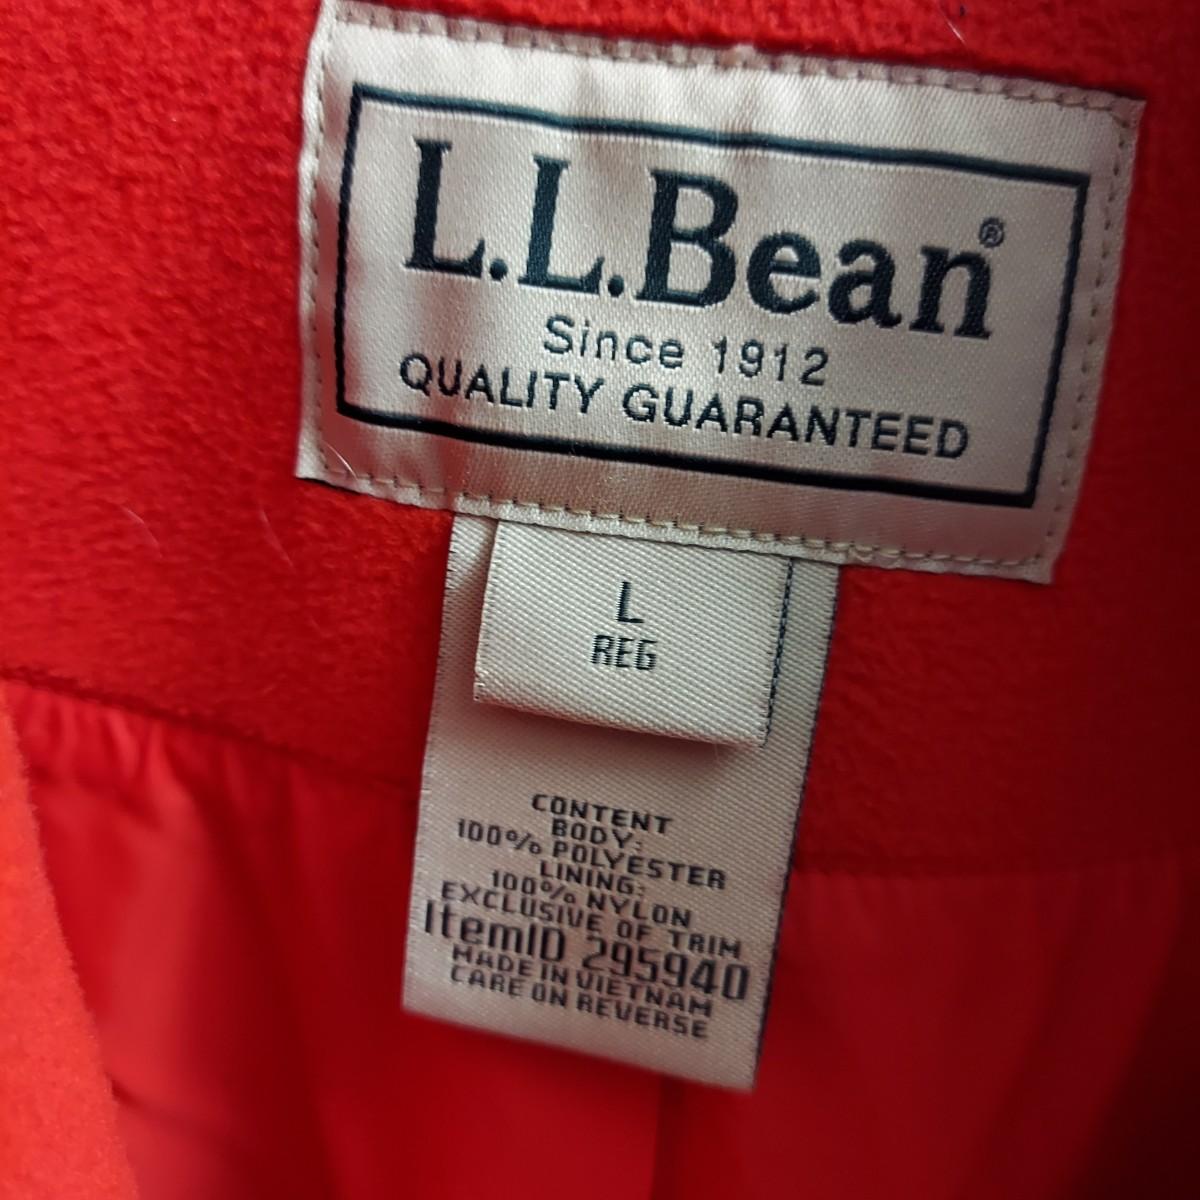 L.L.Bean®
Since 1912
QUALITY GUARANTEED
L
REG
CONTENT
BODY:
100% POLYESTER
LINING:
100% NYLON
EXCLUSIVE OF TRIM
ItemID 295940
MADE IN VIETNAM
CARE ON REVERSE